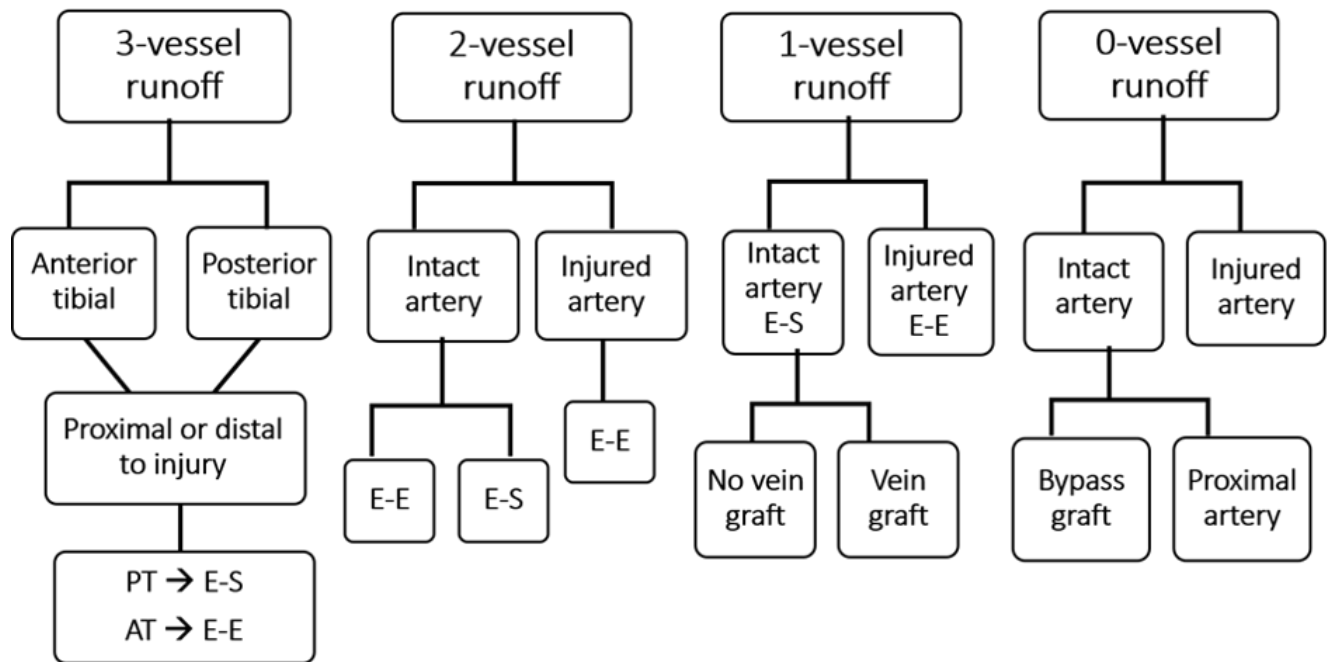 3-vessel
runoff
Anterior
tibial
Posterior
tibial
Proximal or distal
to injury
PT → E-S
AT → E-E
2-vessel
runoff
Intact
artery
Injured
artery
E-E
E-S
E-E
1-vessel
runoff
Intact
artery
E-S
Injured
artery
E-E
No vein
graft
Vein
graft
0-vessel
runoff
Intact
artery
Injured
artery
Bypass
graft
Proximal
artery